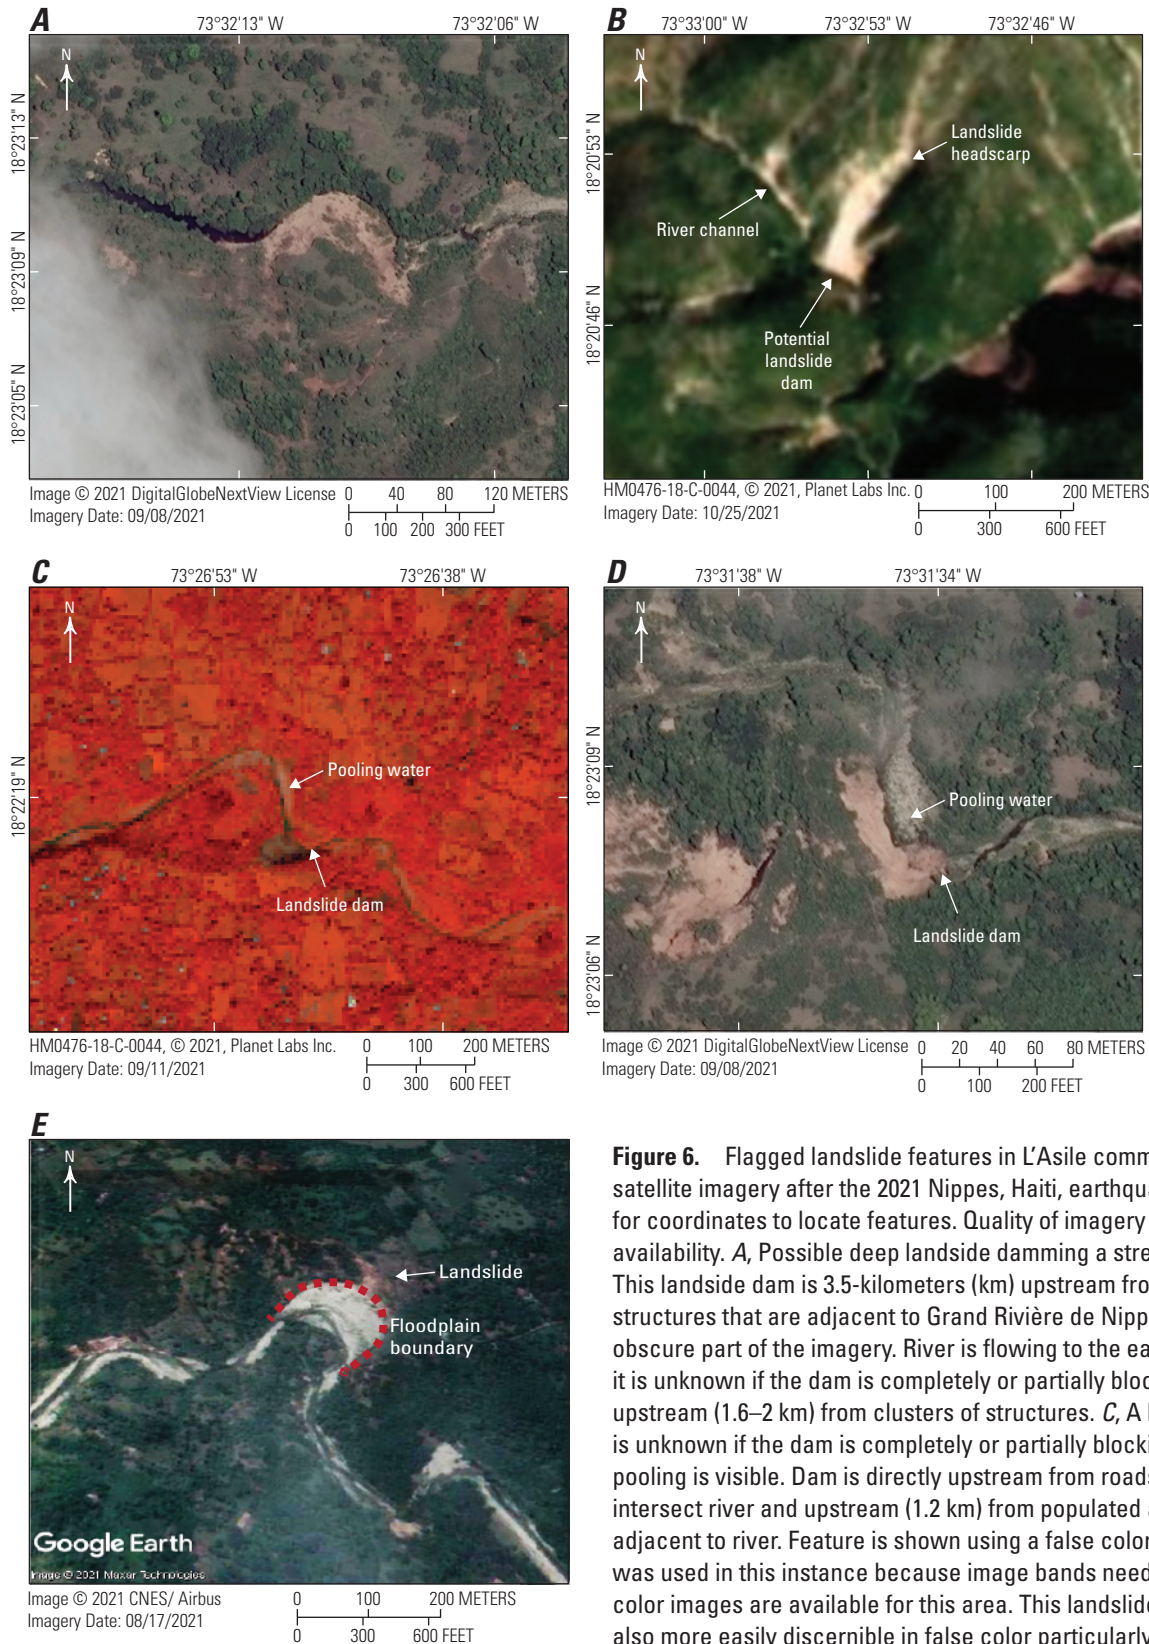 A
73°32'13" W
73°32'06" W
N
18°23'13" N
18°23'09" N
18°23'05" N
Image © 2021 DigitalGlobeNextView License
Imagery Date: 09/08/2021
0 40 80 120 METERS
0 100 200 300 FEET
B
73°33'00" W
73°32'53" W
73°32'46" W
N
18°20'53" N
18°20'46" N
Landslide
headscarp
River channel
Potential
landslide
dam
HM0476-18-C-0044, © 2021, Planet Labs Inc.
Imagery Date: 10/25/2021
0 100 200 METERS
0 300 600 FEET
C
73°26'53" W
73°26'38" W
N
18°22'19" N
Pooling water
Landslide dam
HM0476-18-C-0044, © 2021, Planet Labs Inc.
Imagery Date: 09/11/2021
0 100 200 METERS
0 300 600 FEET
D
73°31'38" W
73°31'34" W
N
18°23'09" N
18°23'06" N
Pooling water
Landslide dam
Image © 2021 DigitalGlobeNextView License
Imagery Date: 09/08/2021
0 20 40 60 80 METERS
0 100 200 FEET
E
N
Landslide
Floodplain
boundary
Google Earth
Image © 2021 Maxar Technologies
Image © 2021 CNES/ Airbus
Imagery Date: 08/17/2021
0 100 200 METERS
0 300 600 FEET
Figure 6. Flagged landslide features in L'Asile comm
satellite imagery after the 2021 Nippes, Haiti, earthqua
for coordinates to locate features. Quality of imagery
availability. A, Possible deep landside damming a stre
This landside dam is 3.5-kilometers (km) upstream fro
structures that are adjacent to Grand Rivière de Nipp
obscure part of the imagery. River is flowing to the ea
it is unknown if the dam is completely or partially bloc
upstream (1.6–2 km) from clusters of structures. C, A
is unknown if the dam is completely or partially blocki
pooling is visible. Dam is directly upstream from roads
intersect river and upstream (1.2 km) from populated a
adjacent to river. Feature is shown using a false color
was used in this instance because image bands need
color images are available for this area. This landslide
also more easily discernible in false color particularly